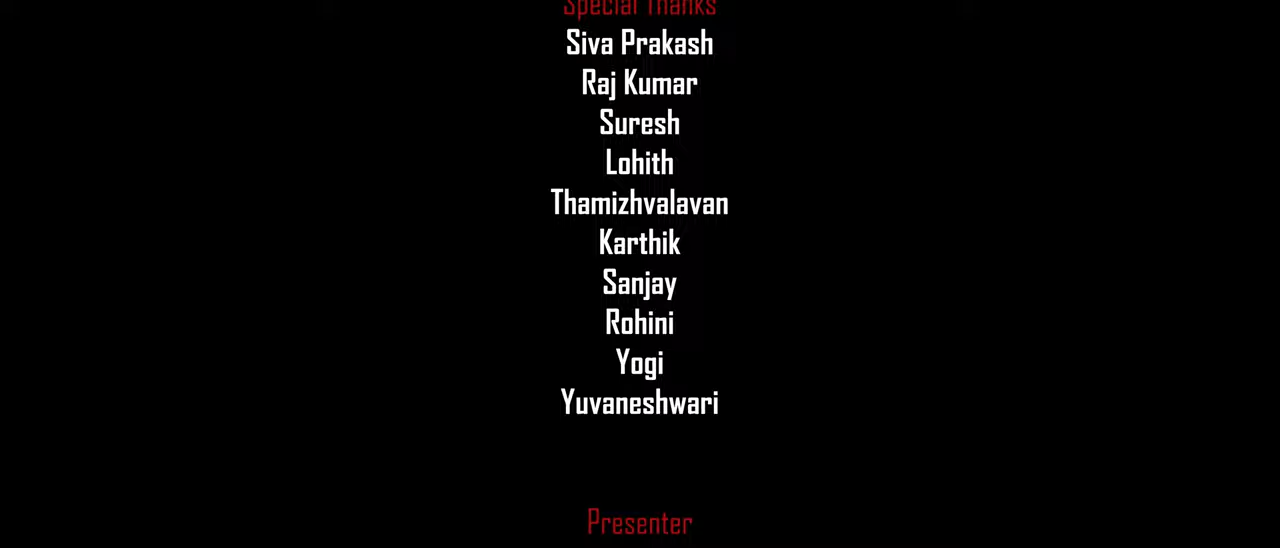 Special Thanks
Siva Prakash
Raj Kumar
Suresh
Lohith
Thamizhvalavan
Karthik
Sanjay
Rohini
Yogi
Yuvaneshwari
Presenter